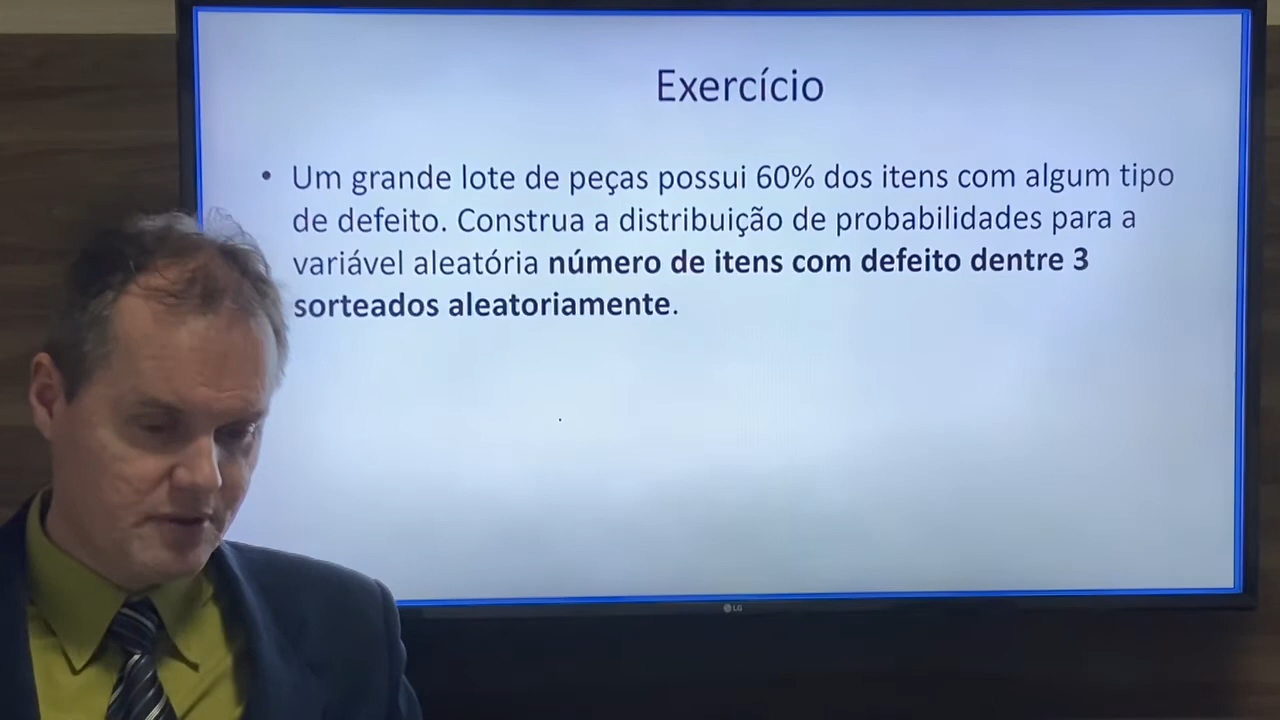 Exercício
• Um grande lote de peças possui 60% dos itens com algum tipo
de defeito. Construa a distribuição de probabilidades para a
variável aleatória número de itens com defeito dentre 3
sorteados aleatoriamente.
LG